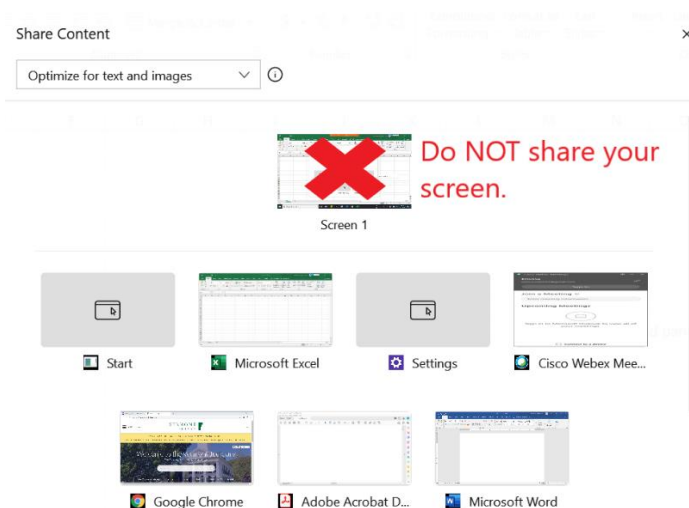 Share Content
Optimize for text and images
Do NOT share your
screen.
Screen 1
Start
Microsoft Excel
Settings
Cisco Webex Mee...
Google Chrome
Adobe Acrobat D...
Microsoft Word